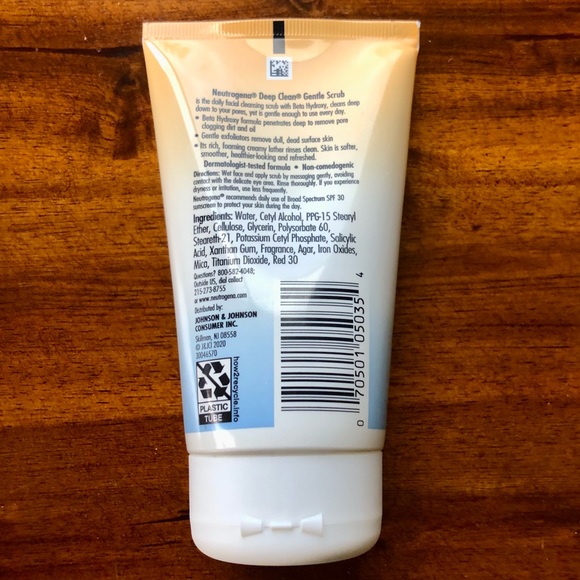 Neutrogena® Deep Clean® Gentle Scrub
is the daily facial cleansing scrub with Beta Hydroxy, cleans deep
down to your pores, yet is gentle enough to use every day.
• Beta Hydroxy formula penetrates deep to remove pore
clogging dirt and oil
• Gentle exfoliators remove dull, dead surface skin
• Its rich, foaming creamy lather rinses clean. Skin is softer,
smoother, healthier-looking and refreshed.
Dermatologist-tested formula • Non-comedogenic
Directions: Wet face and apply scrub by massaging gently, avoiding
contact with the delicate eye area. Rinse thoroughly. If you experience
dryness or irritation, use less frequently.
Neutrogena® recommends daily use of Broad Spectrum SPF 30
sunscreen to protect your skin during the day.
Ingredients: Water, Cetyl Alcohol, PPG-15 Stearyl
Ether, Cellulose, Glycerin, Polysorbate 60,
Steareth-21, Potassium Cetyl Phosphate, Salicylic
Acid, Xanthan Gum, Fragrance, Agar, Iron Oxides,
Mica, Titanium Dioxide, Red 30
Questions? 800-582-4048;
Outside US, dial collect
215-273-8755
or www.neutrogena.com
Distributed by:
JOHNSON & JOHNSON
CONSUMER INC.
Skillman, NJ 08558
© J&JCI 2020
30046570
PLASTIC
TUBE
how2recycle.info
0 70501 05035 4